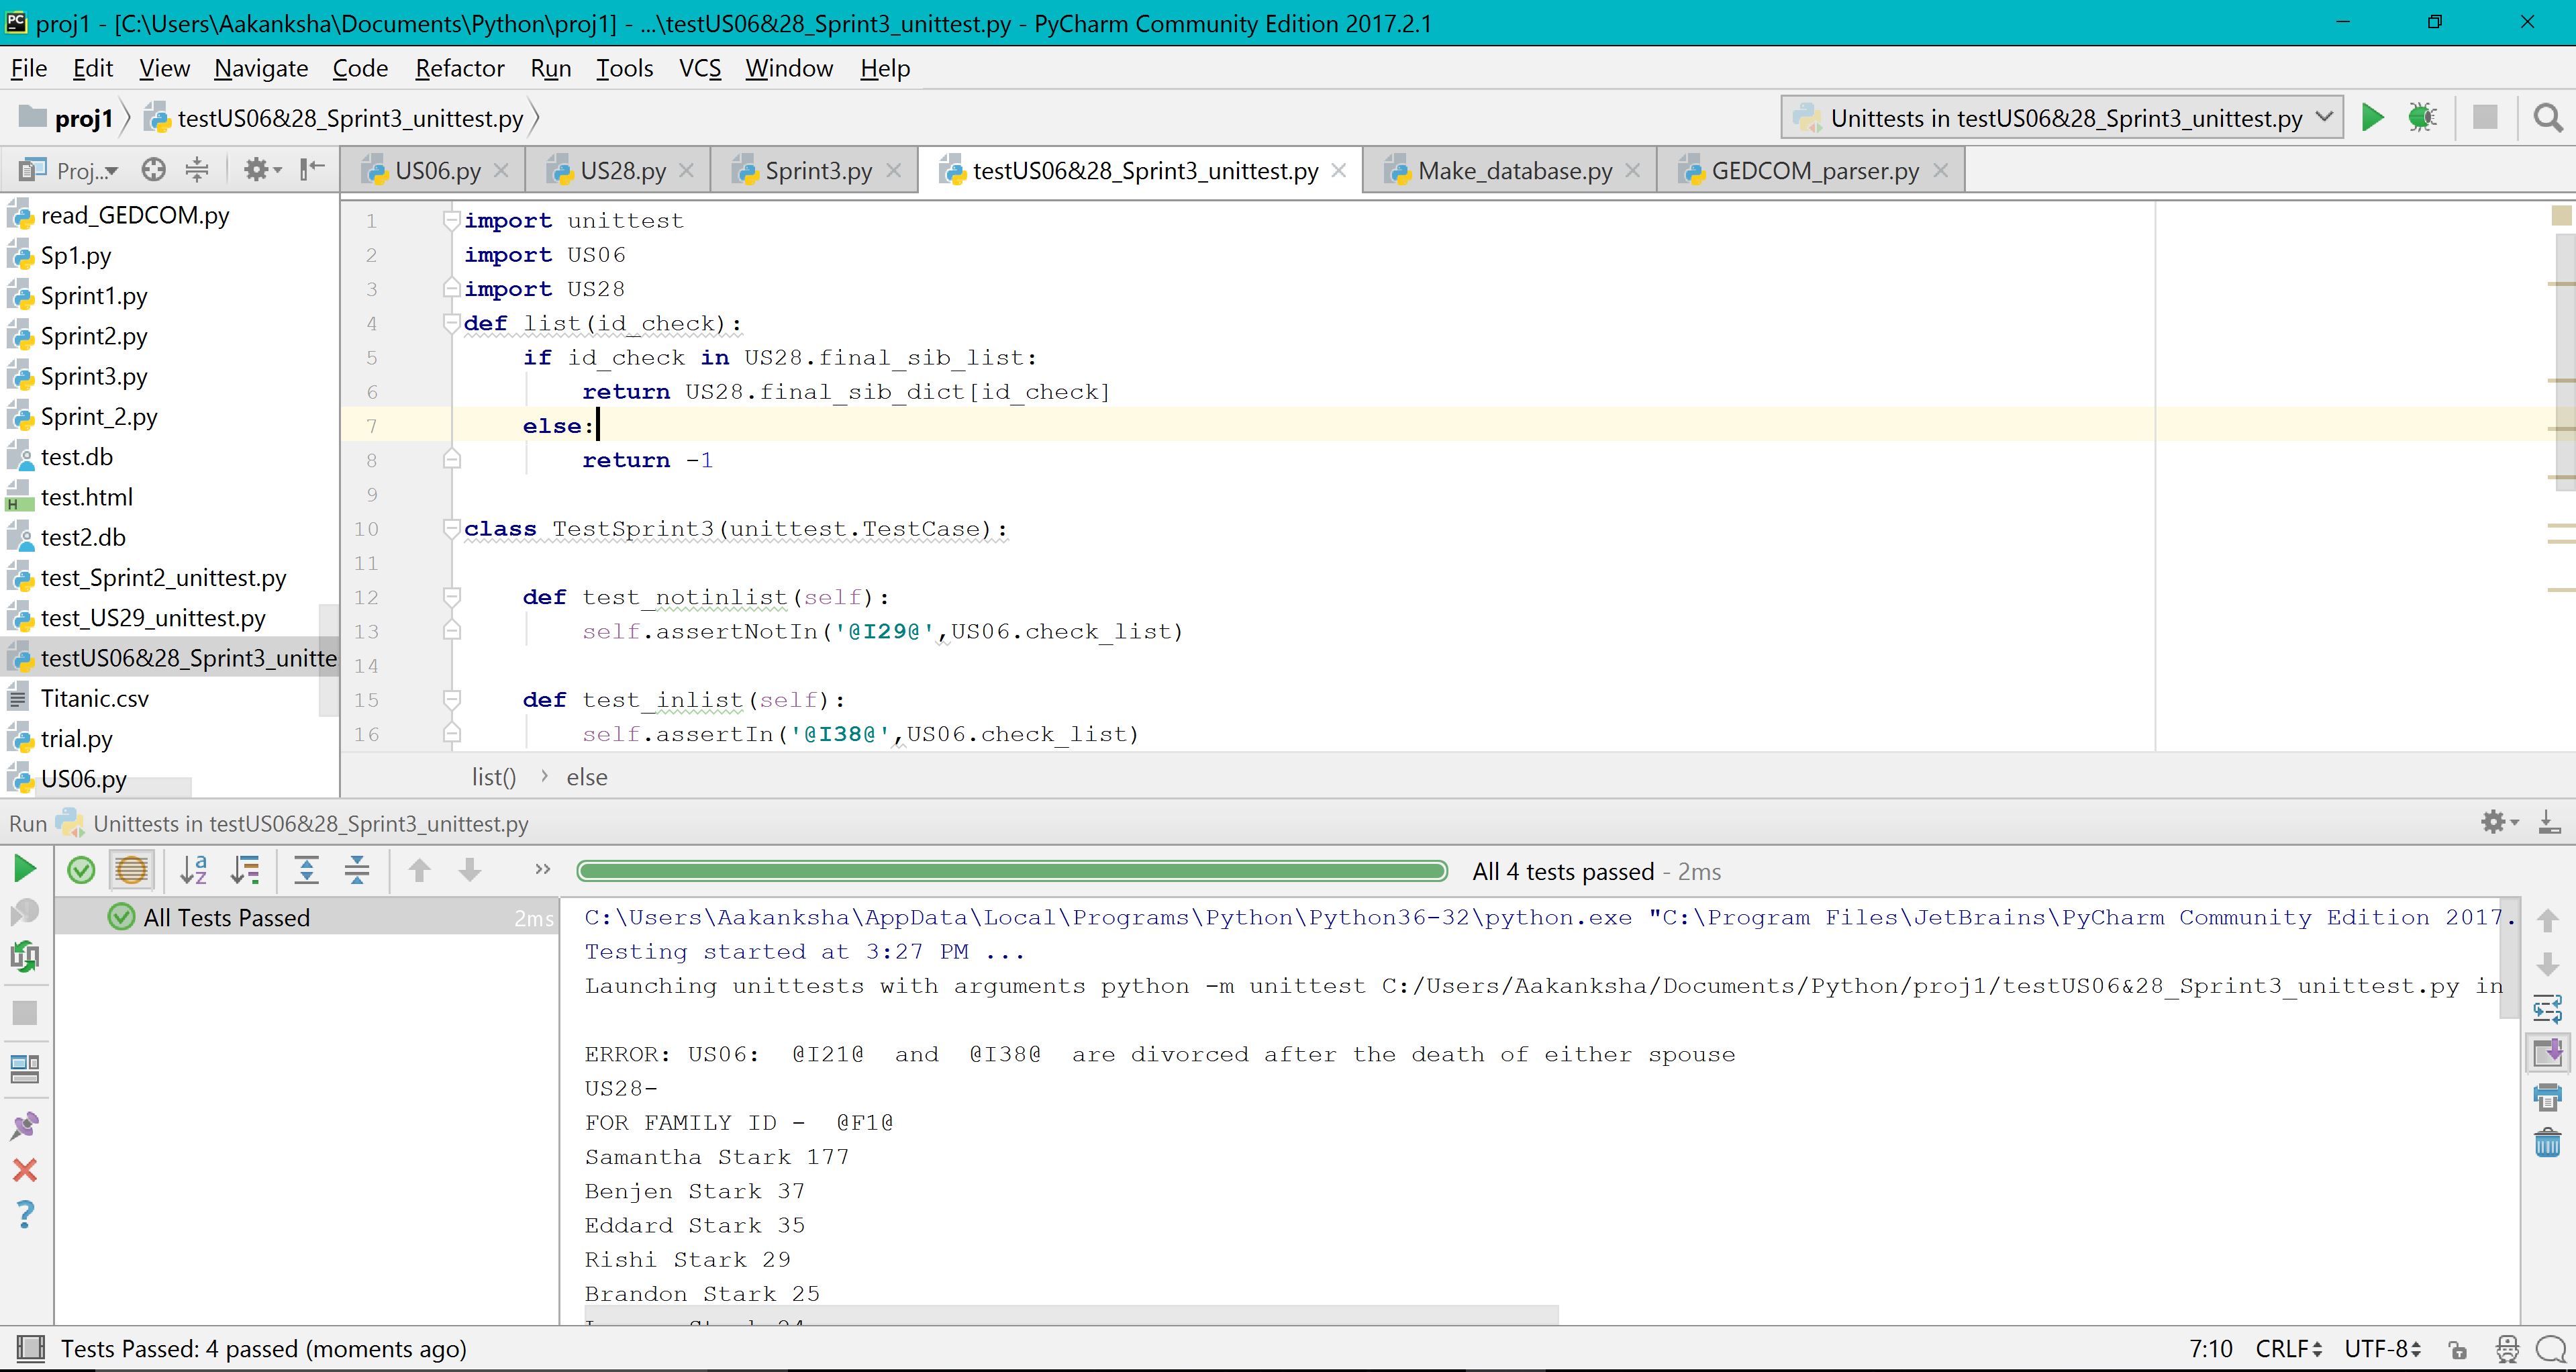 proj1 - [C:\Users\Aakanksha\Documents\Python\proj1] - ...\testUS06&28_Sprint3_unittest.py - PyCharm Community Edition 2017.2.1
File Edit View Navigate Code Refactor Run Tools VCS Window Help
proj1 testUS06&28_Sprint3_unittest.py
Unittests in testUS06&28_Sprint3_unittest.py
Proj... US06.py US28.py Sprint3.py testUS06&28_Sprint3_unittest.py Make_database.py GEDCOM_parser.py
read_GEDCOM.py
Sp1.py
Sprint1.py
Sprint2.py
Sprint3.py
Sprint_2.py
test.db
test.html
test2.db
test_Sprint2_unittest.py
test_US29_unittest.py
testUS06&28_Sprint3_unitte
Titanic.csv
trial.py
US06.py
1 import unittest
2 import US06
3 import US28
4 def list(id_check):
5 if id_check in US28.final_sib_list:
6 return US28.final_sib_dict[id_check]
7 else:
8 return -1
9
10 class TestSprint3(unittest.TestCase):
11
12 def test_notinlist(self):
13 self.assertNotIn('@I29@',US06.check_list)
14
15 def test_inlist(self):
16 self.assertIn('@I38@',US06.check_list)
list() › else
Run Unittests in testUS06&28_Sprint3_unittest.py
All 4 tests passed - 2ms
All Tests Passed 2ms
C:\Users\Aakanksha\AppData\Local\Programs\Python\Python36-32\python.exe "C:\Program Files\JetBrains\PyCharm Community Edition 2017.
Testing started at 3:27 PM ...
Launching unittests with arguments python -m unittest C:/Users/Aakanksha/Documents/Python/proj1/testUS06&28_Sprint3_unittest.py in
ERROR: US06: @I21@ and @I38@ are divorced after the death of either spouse
US28-
FOR FAMILY ID - @F1@
Samantha Stark 177
Benjen Stark 37
Eddard Stark 35
Rishi Stark 29
Brandon Stark 25
Tests Passed: 4 passed (moments ago)
7:10 CRLF UTF-8